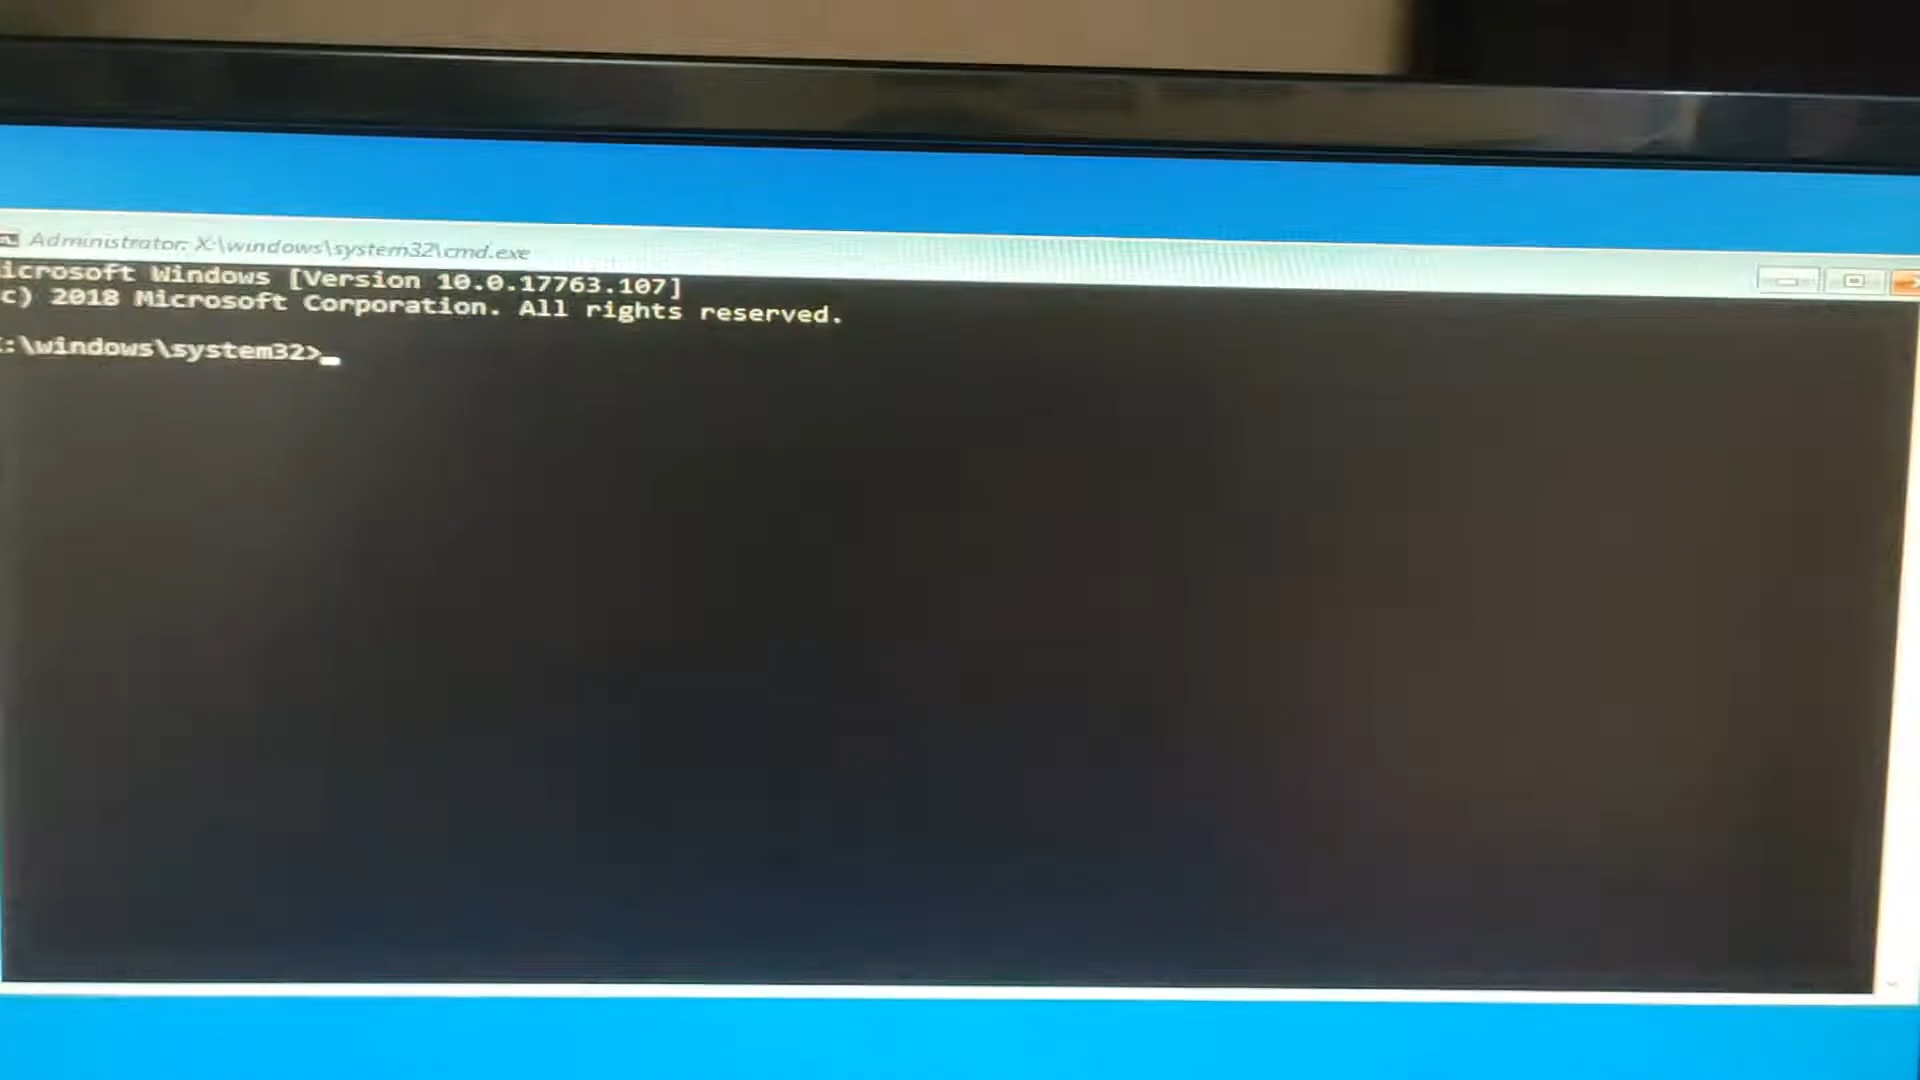 Administrator: X:\windows\system32\cmd.exe
icrosoft Windows [Version 10.0.17763.107]
c) 2018 Microsoft Corporation. All rights reserved.
:\windows\system32>